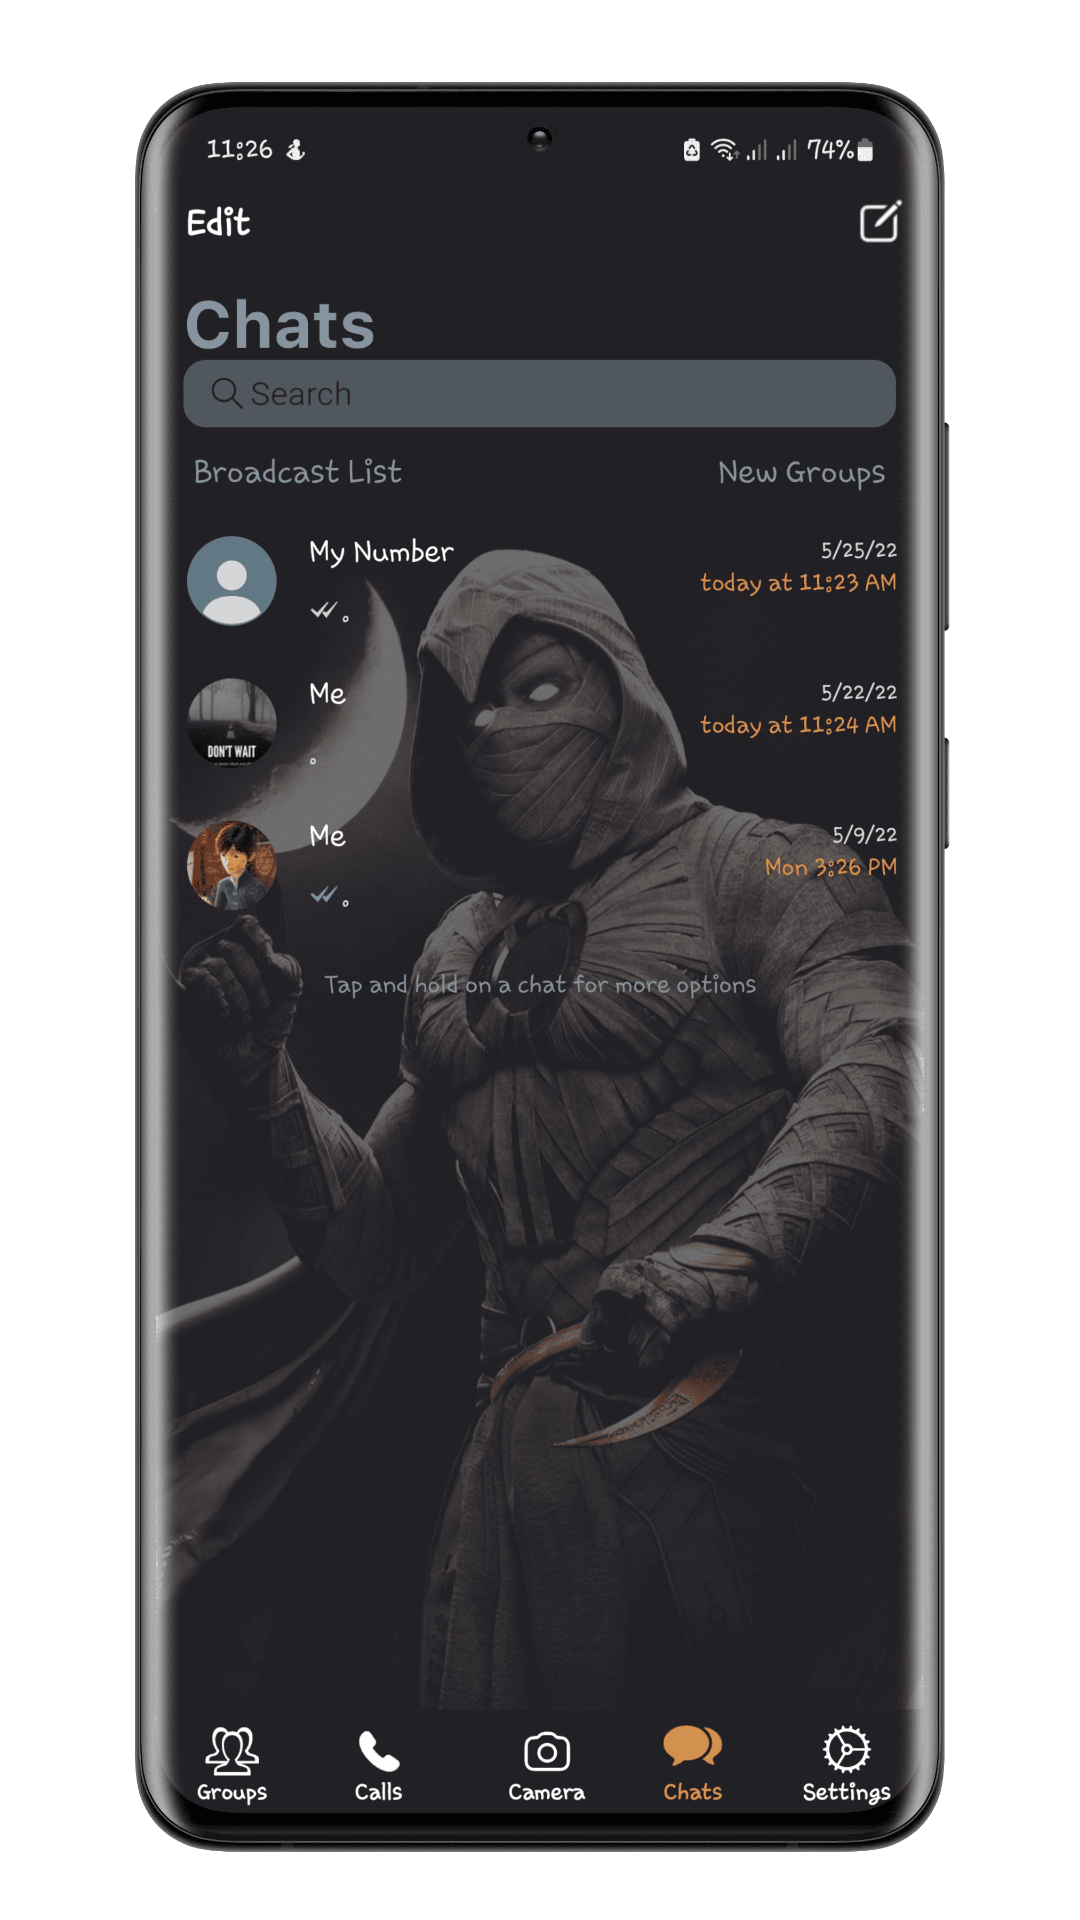 11:26
74%
Edit
Chats
Search
Broadcast List
New Groups
My Number
5/25/22
today at 11:23 AM
Me
5/22/22
today at 11:24 AM
DON'T WAIT
Me
5/9/22
Mon 3:26 PM
Tap and hold on a chat for more options
Groups
Calls
Camera
Chats
Settings